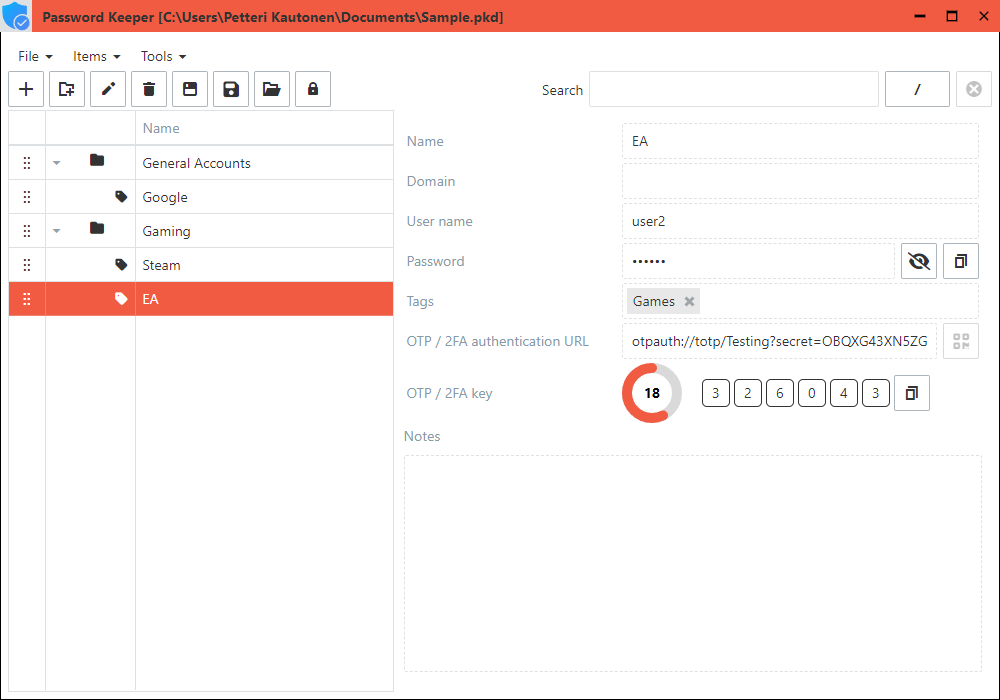 Password Keeper [C:\Users\Petteri Kautonen\Documents\Sample.pkd]
File Items Tools
Search /
Name
General Accounts
Google
Gaming
Steam
EA
Name EA
Domain
User name user2
Password ••••••
Tags Games
OTP / 2FA authentication URL otpauth://totp/Testing?secret=OBQXG43XN5ZG
OTP / 2FA key 18 3 2 6 0 4 3
Notes